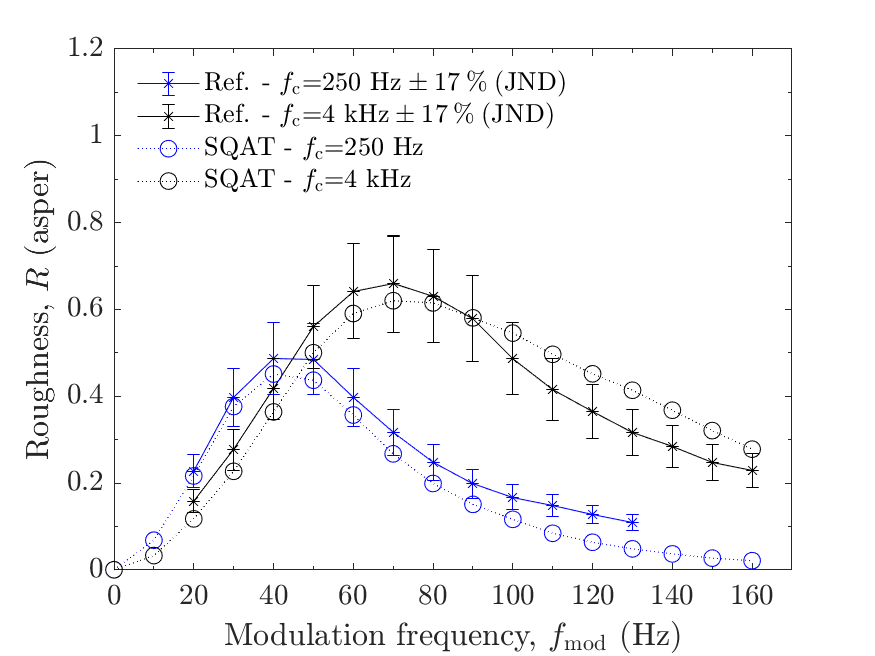 1.2
1
0.8
0.6
0.4
0.2
0
Roughness, R (asper)
Ref. - fc=250 Hz ± 17 % (JND)
Ref. - fc=4 kHz ± 17 % (JND)
SQAT - fc=250 Hz
SQAT - fc=4 kHz
0 20 40 60 80 100 120 140 160
Modulation frequency, fmod (Hz)